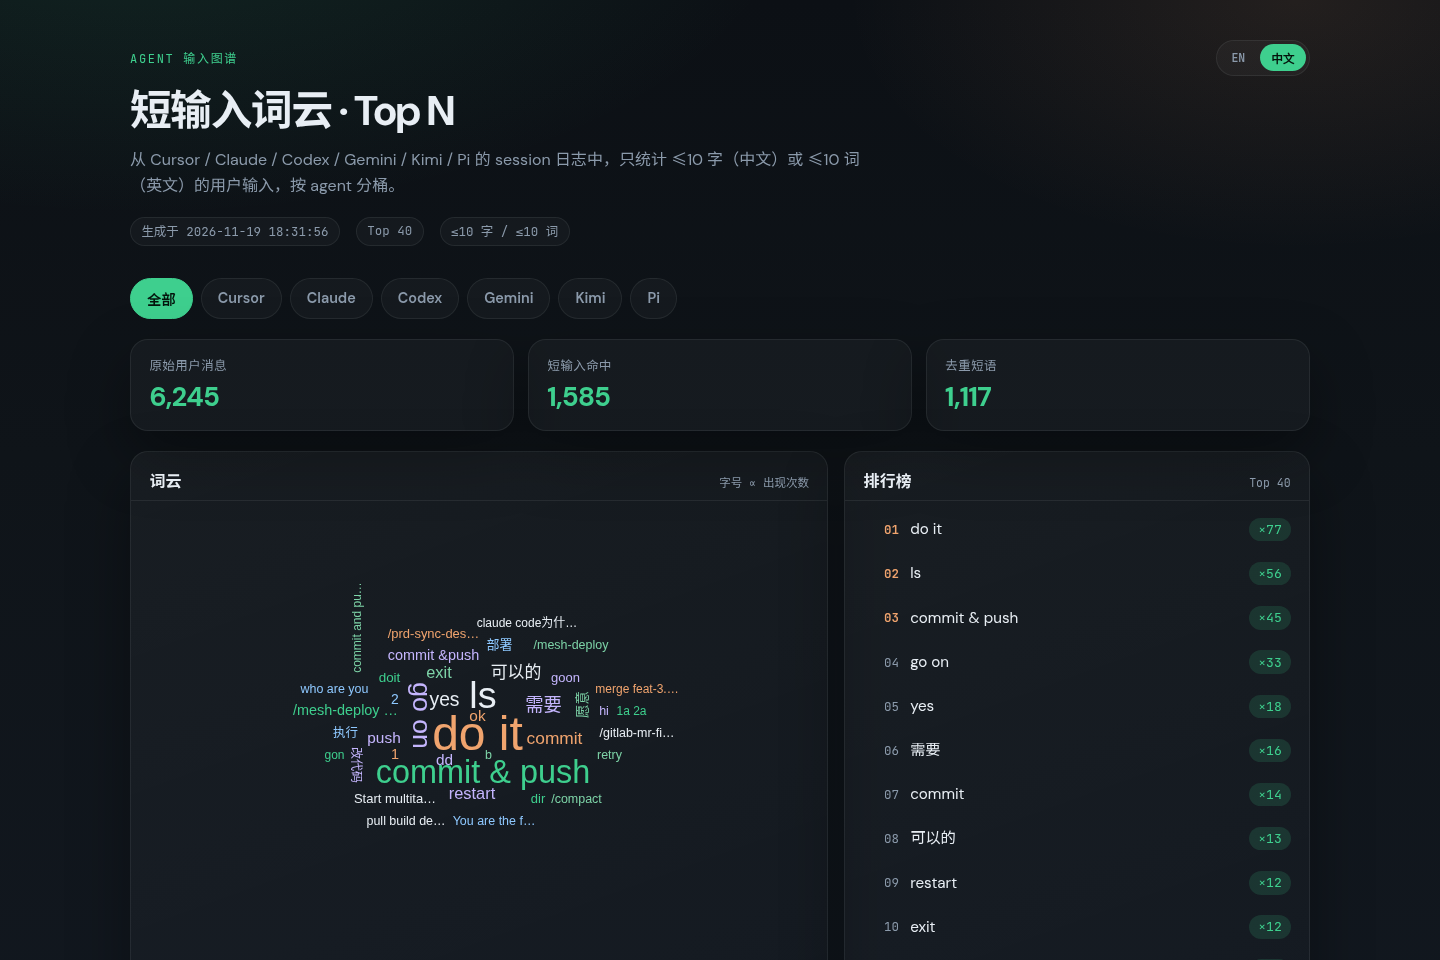 AGENT 输入图谱
EN 中文
短输入词云 · Top N
从 Cursor / Claude / Codex / Gemini / Kimi / Pi 的 session 日志中，只统计 ≤10 字（中文）或 ≤10 词
（英文）的用户输入，按 agent 分桶。
生成于 2026-11-19 18:31:56 Top 40 ≤10 字 / ≤10 词
全部 Cursor Claude Codex Gemini Kimi Pi
原始用户消息 短输入命中 去重短语
6,245 1,585 1,117
词云 字号 ∝ 出现次数
commit and pu…
claude code为什…
/prd-sync-des…
部署 /mesh-deploy
commit &push
doit exit 可以的 goon
who are you 2 go on yes ls 需要 愿意 merge feat-3.…
/mesh-deploy … ok hi 1a 2a
执行 push do it commit /gitlab-mr-fi…
gon 改代码 1 dd b retry
commit & push
Start multita… restart dir /compact
pull build de… You are the f…
排行榜 Top 40
01 do it ×77
02 ls ×56
03 commit & push ×45
04 go on ×33
05 yes ×18
06 需要 ×16
07 commit ×14
08 可以的 ×13
09 restart ×12
10 exit ×12